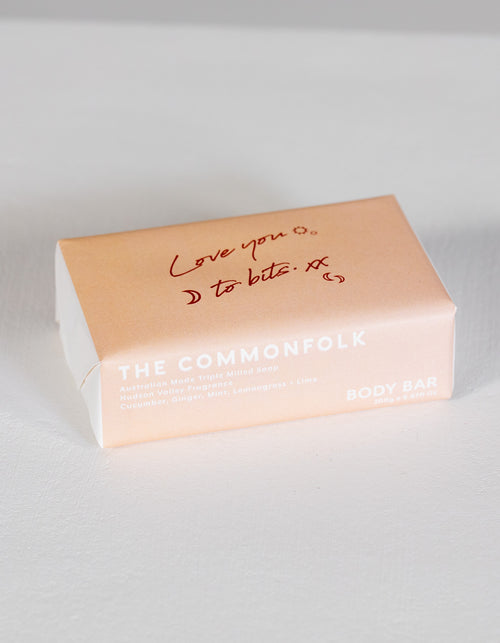 Love you
to bits. xx
THE COMMONFOLK
Australian Made Triple Milled Soap
Hudson Valley Fragrance
Cucumber, Ginger, Mint, Lemongrass + Lime
BODY BAR
200g